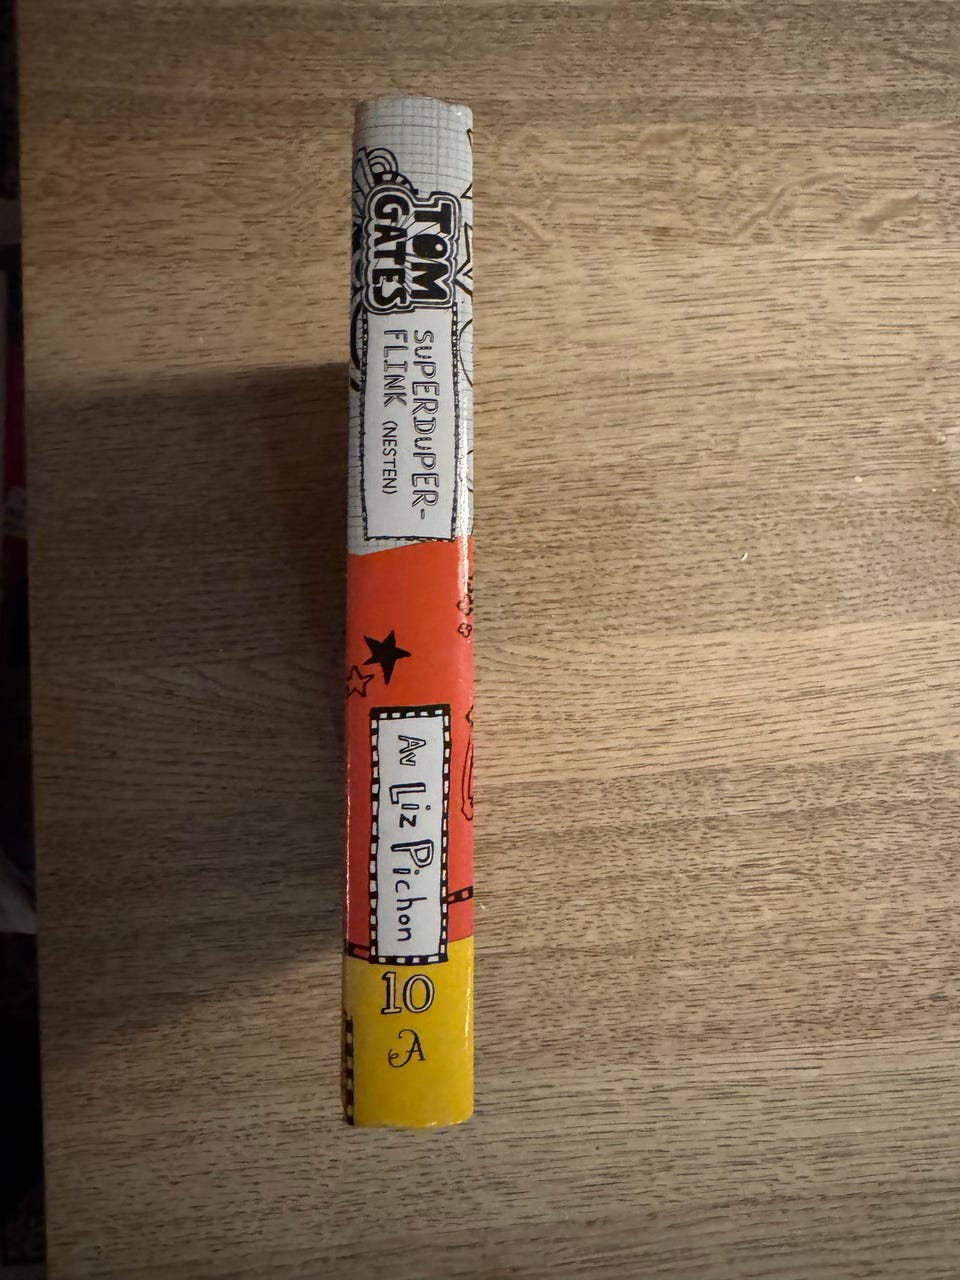 TOM
GATES
SUPERDUPER-
FLINK (NESTEN)
Av Liz Pichon
10
A